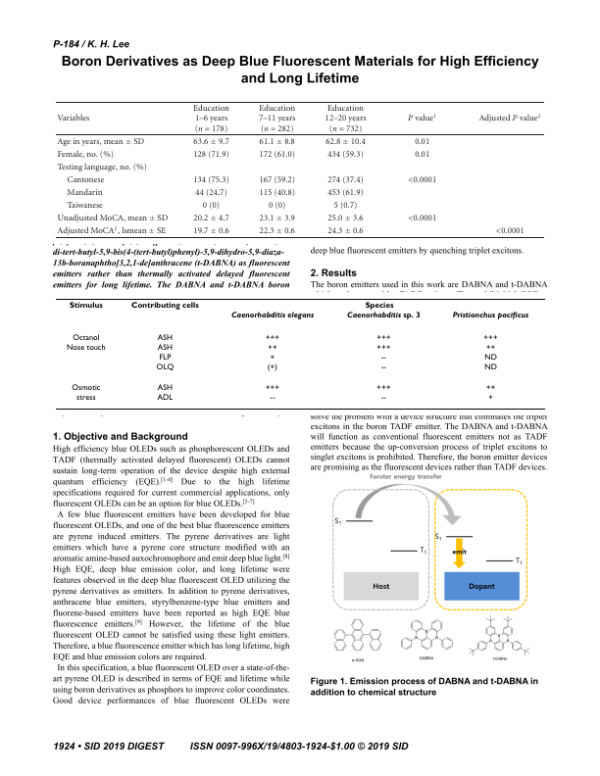 P-184 / K. H. Lee
Boron Derivatives as Deep Blue Fluorescent Materials for High Efficiency
and Long Lifetime
Variables Education 1–6 years (n = 178) Education 7–11 years (n = 282) Education 12–20 years (n = 732) P value¹ Adjusted P value²
Age in years, mean ± SD 63.6 ± 9.7 61.1 ± 8.8 62.8 ± 10.4 0.01
Female, no. (%) 128 (71.9) 172 (61.0) 434 (59.3) 0.01
Testing language, no. (%)
Cantonese 134 (75.3) 167 (59.2) 274 (37.4) <0.0001
Mandarin 44 (24.7) 115 (40.8) 453 (61.9)
Taiwanese 0 (0) 0 (0) 5 (0.7)
Unadjusted MoCA, mean ± SD 20.2 ± 4.7 23.1 ± 3.9 25.0 ± 3.6 <0.0001
Adjusted MoCA², lsmean ± SE 19.7 ± 0.6 22.3 ± 0.6 24.3 ± 0.6 <0.0001
di-tert-butyl-5,9-bis(4-(tert-butyl)phenyl)-5,9-dihydro-5,9-diaza-
13b-boranaphtho[3,2,1-de]anthracene (t-DABNA) as fluorescent
emitters rather than thermally activated delayed fluorescent
emitters for long lifetime. The DABNA and t-DABNA boron
deep blue fluorescent emitters by quenching triplet excitons.
2. Results
The boron emitters used in this work are DABNA and t-DABNA
Stimulus Contributing cells Species
Caenorhabditis elegans Caenorhabditis sp. 3 Pristionchus pacificus
Octanol ASH +++ +++ +++
Nose touch ASH ++ +++ ++
FLP + -- ND
OLQ (+) -- ND
Osmotic ASH +++ +++ ++
stress ADL -- -- +
1. Objective and Background
High efficiency blue OLEDs such as phosphorescent OLEDs and
TADF (thermally activated delayed fluorescent) OLEDs cannot
sustain long-term operation of the device despite high external
quantum efficiency (EQE).[1-4] Due to the high lifetime
specifications required for current commercial applications, only
fluorescent OLEDs can be an option for blue OLEDs.[5-7]
A few blue fluorescent emitters have been developed for blue
fluorescent OLEDs, and one of the best blue fluorescence emitters
are pyrene induced emitters. The pyrene derivatives are light
emitters which have a pyrene core structure modified with an
aromatic amine-based auxochromophore and emit deep blue light.[8]
High EQE, deep blue emission color, and long lifetime were
features observed in the deep blue fluorescent OLED utilizing the
pyrene derivatives as emitters. In addition to pyrene derivatives,
anthracene blue emitters, styrylbenzene-type blue emitters and
fluorene-based emitters have been reported as high EQE blue
fluorescence emitters.[9] However, the lifetime of the blue
fluorescent OLED cannot be satisfied using these light emitters.
Therefore, a blue fluorescence emitter which has long lifetime, high
EQE and blue emission colors are required.
In this specification, a blue fluorescent OLED over a state-of-the-
art pyrene OLED is described in terms of EQE and lifetime while
using boron derivatives as phosphors to improve color coordinates.
Good device performances of blue fluorescent OLEDs were
solve the problem with a device structure that eliminates the triplet
excitons in the boron TADF emitter. The DABNA and t-DABNA
will function as conventional fluorescent emitters not as TADF
emitters because the up-conversion process of triplet excitons to
singlet excitons is prohibited. Therefore, the boron emitter devices
are promising as the fluorescent devices rather than TADF devices.
Forster energy transfer
S1
T1
S1
emit
T1
Host
Dopant
DABNA
t-DABNA
Figure 1. Emission process of DABNA and t-DABNA in
addition to chemical structure
1924 • SID 2019 DIGEST ISSN 0097-996X/19/4803-1924-$1.00 © 2019 SID